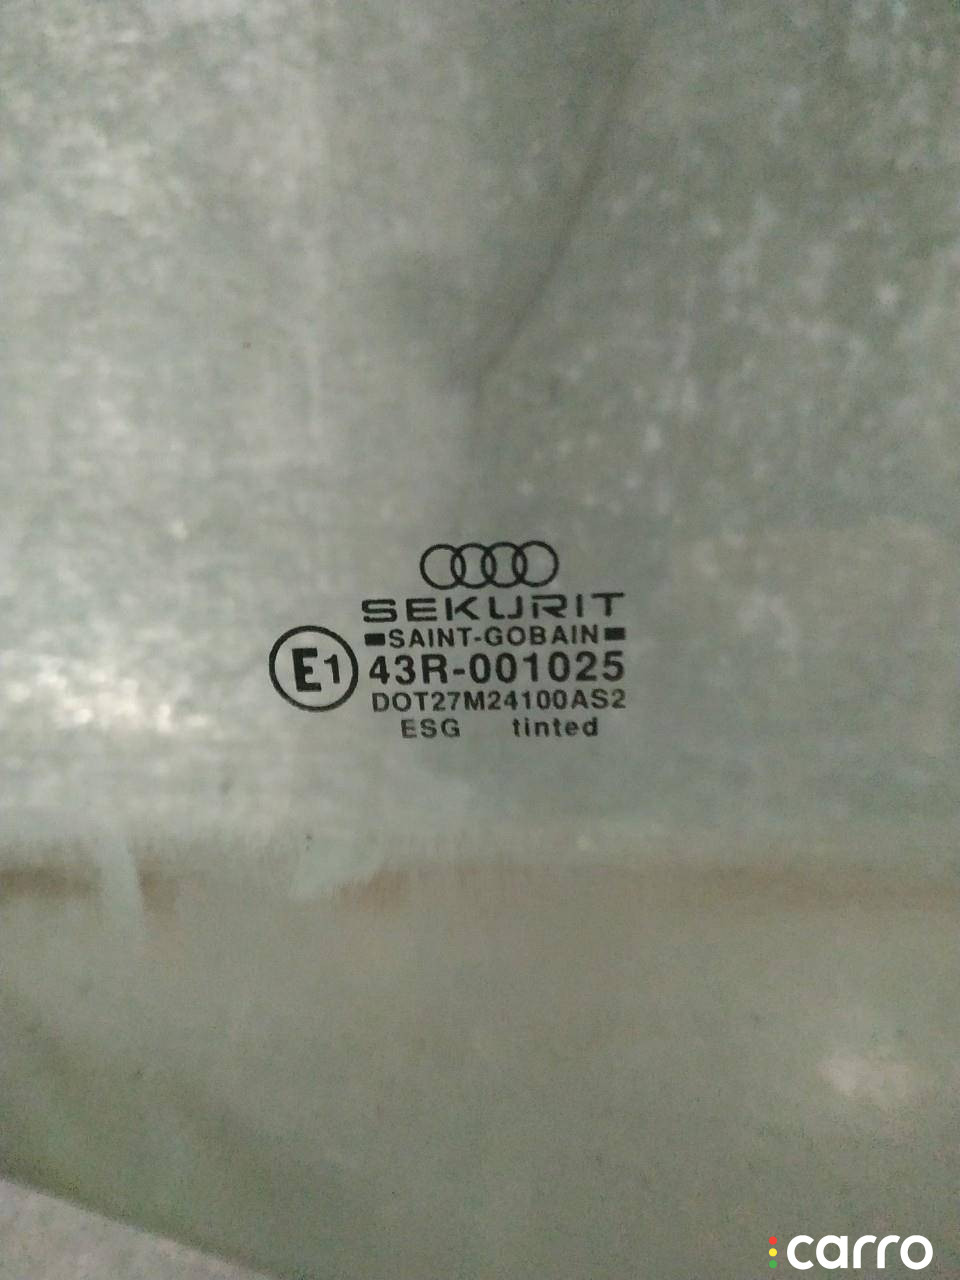 SEKURIT
SAINT-GOBAIN
E1 43R-001025
DOT27M24100AS2
ESG tinted
carro